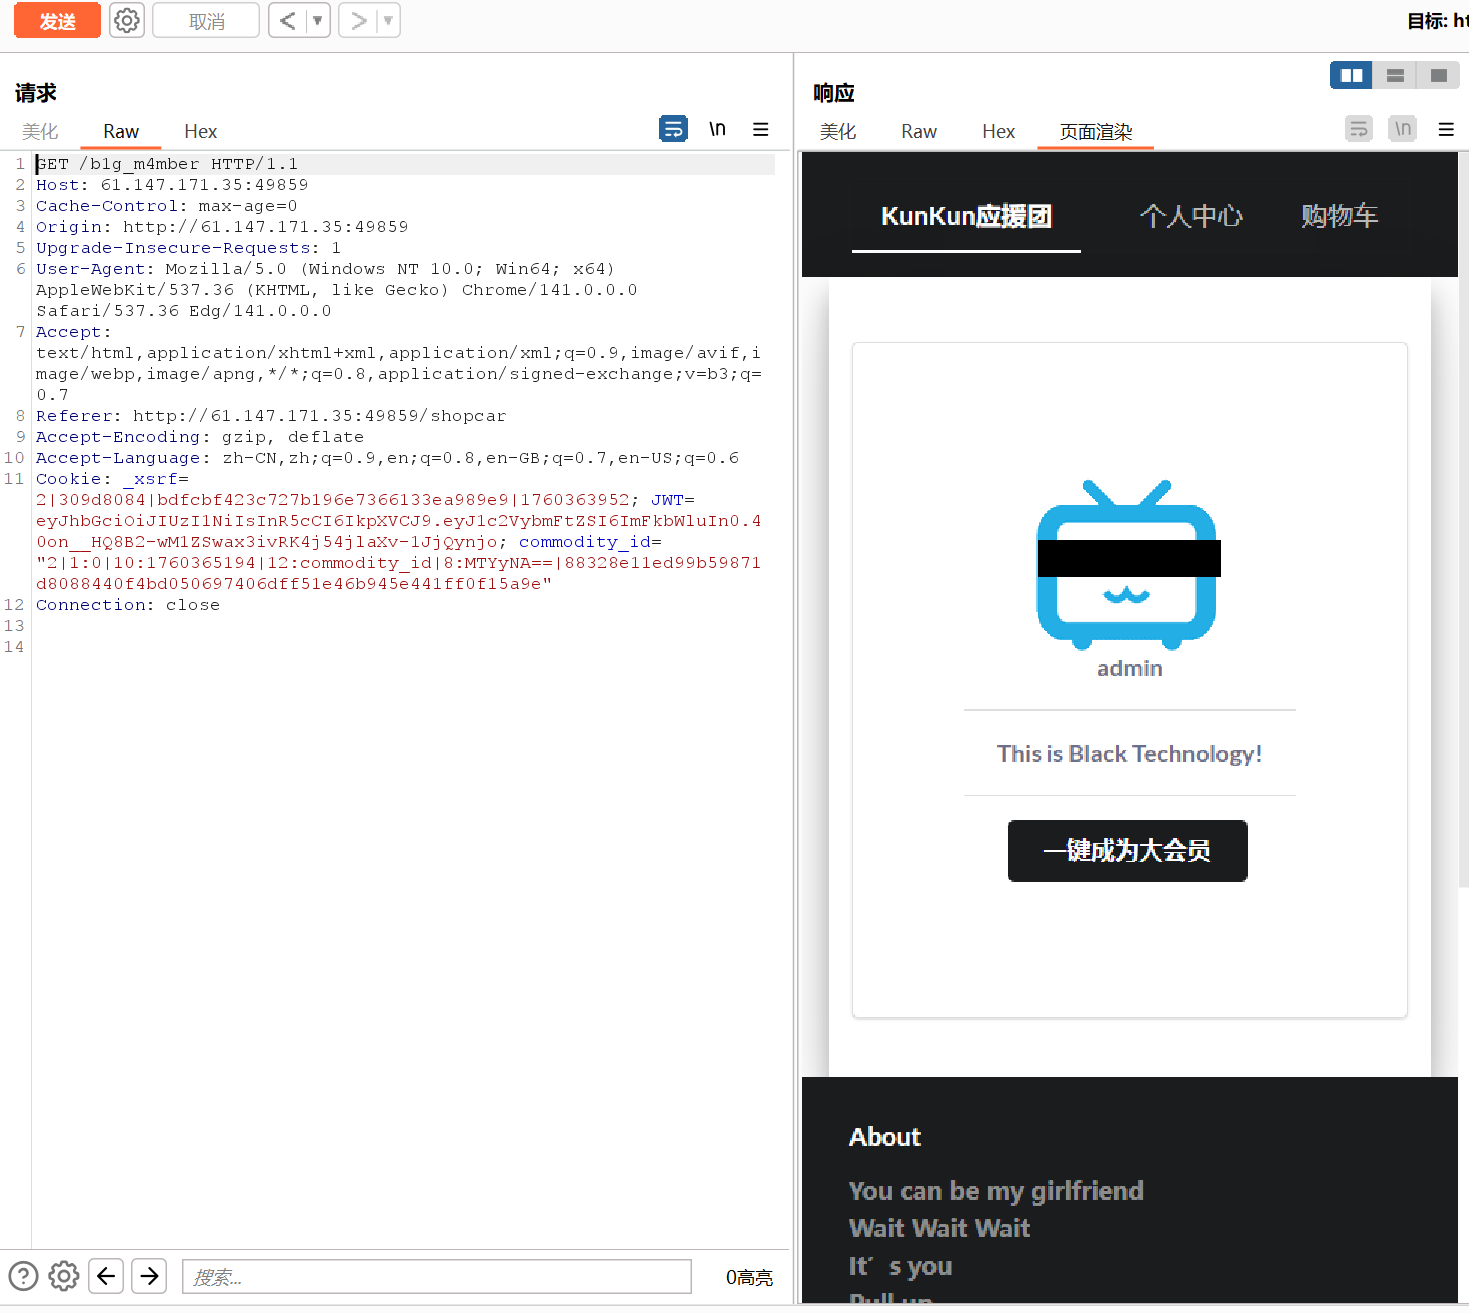 发送
取消
目标: ht
请求
美化
Raw
Hex
\n
1 GET /b1g_m4mber HTTP/1.1
2 Host: 61.147.171.35:49859
3 Cache-Control: max-age=0
4 Origin: http://61.147.171.35:49859
5 Upgrade-Insecure-Requests: 1
6 User-Agent: Mozilla/5.0 (Windows NT 10.0; Win64; x64)
AppleWebKit/537.36 (KHTML, like Gecko) Chrome/141.0.0.0
Safari/537.36 Edg/141.0.0.0
7 Accept:
text/html,application/xhtml+xml,application/xml;q=0.9,image/avif,i
mage/webp,image/apng,*/*;q=0.8,application/signed-exchange;v=b3;q=
0.7
8 Referer: http://61.147.171.35:49859/shopcar
9 Accept-Encoding: gzip, deflate
10 Accept-Language: zh-CN,zh;q=0.9,en;q=0.8,en-GB;q=0.7,en-US;q=0.6
11 Cookie: _xsrf=
2|309d8084|bdfcbf423c727b196e7366133ea989e9|1760363952; JWT=
eyJhbGciOiJIUzI1NiIsInR5cCI6IkpXVCJ9.eyJ1c2VybmFtZSI6ImFkbWluIn0.4
0on__HQ8B2-wM1ZSwax3ivRK4j54jlaXv-1JjQynjo; commodity_id=
"2|1:0|10:1760365194|12:commodity_id|8:MTYyNA==|88328e11ed99b59871
d8088440f4bd050697406dff51e46b945e441ff0f15a9e"
12 Connection: close
13
14
搜索...
0高亮
响应
美化
Raw
Hex
页面渲染
\n
KunKun应援团
个人中心
购物车
admin
This is Black Technology!
一键成为大会员
About
You can be my girlfriend
Wait Wait Wait
It′ s you
Pull up